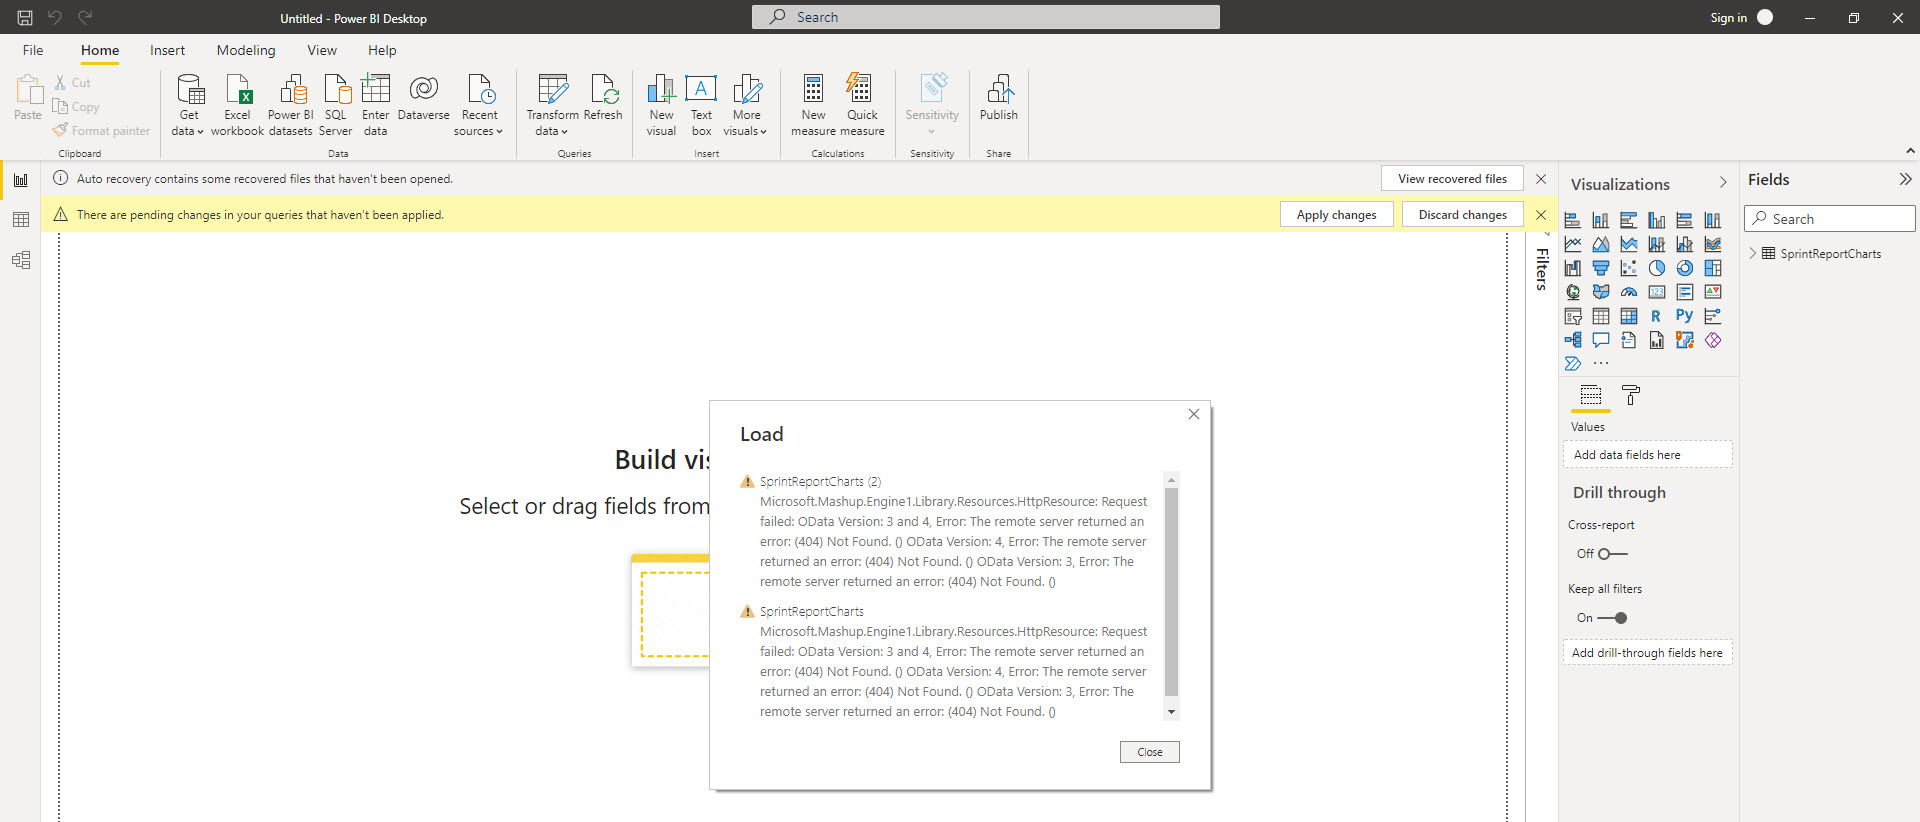 Untitled - Power BI Desktop
Search
Sign in
File
Home
Insert
Modeling
View
Help
Paste
Cut
Copy
Format painter
Clipboard
Get data
Excel workbook
Power BI datasets
SQL Server
Enter data
Dataverse
Recent sources
Data
Transform data
Refresh
Queries
New visual
Text box
More visuals
Insert
New measure
Quick measure
Calculations
Sensitivity
Sensitivity
Publish
Share
Auto recovery contains some recovered files that haven't been opened.
View recovered files
There are pending changes in your queries that haven't been applied.
Apply changes
Discard changes
Filters
Build vis
Select or drag fields from
Load
SprintReportCharts (2)
Microsoft.Mashup.Engine1.Library.Resources.HttpResource: Request
failed: OData Version: 3 and 4, Error: The remote server returned an
error: (404) Not Found. () OData Version: 4, Error: The remote server
returned an error: (404) Not Found. () OData Version: 3, Error: The
remote server returned an error: (404) Not Found. ()
SprintReportCharts
Microsoft.Mashup.Engine1.Library.Resources.HttpResource: Request
failed: OData Version: 3 and 4, Error: The remote server returned an
error: (404) Not Found. () OData Version: 4, Error: The remote server
returned an error: (404) Not Found. () OData Version: 3, Error: The
remote server returned an error: (404) Not Found. ()
Close
Visualizations
123
R
Py
Values
Add data fields here
Drill through
Cross-report
Off
Keep all filters
On
Add drill-through fields here
Fields
Search
SprintReportCharts